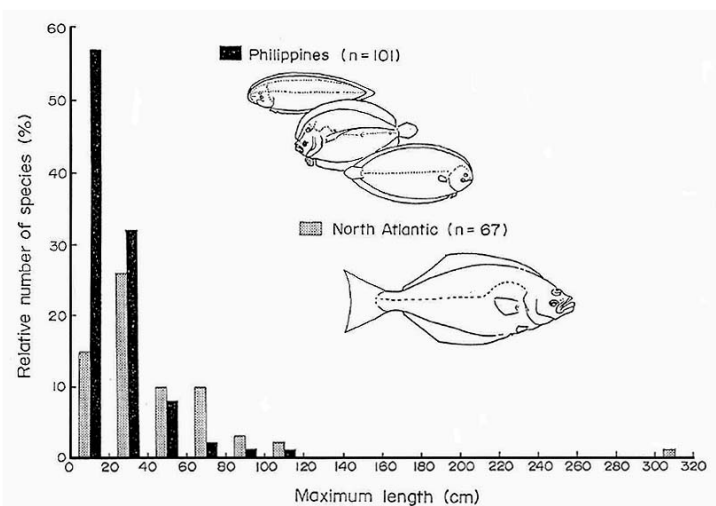 60
50
40
30
20
10
0
Relative number of species (%)
Philippines (n=101)
North Atlantic (n=67)
0 20 40 60 80 100 120 140 160 180 200 220 240 260 280 300 320
Maximum length (cm)